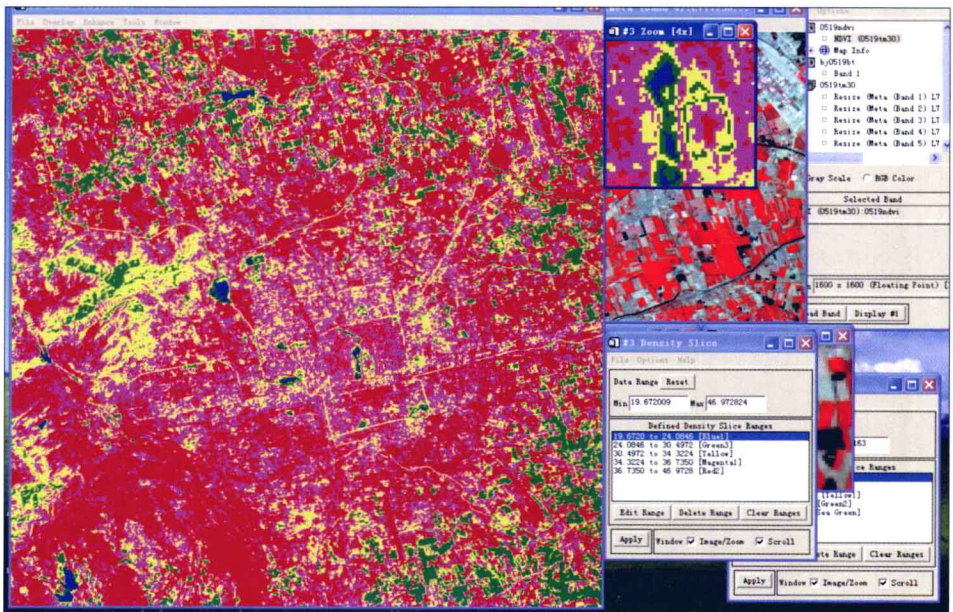 File Overlay Enhance Tools Window
#3 Zoom [4x]
0519ndvi
NDVI (0519tm30)
Map Info
bj0519bt
Band 1
0519tm30
Resize (Meta (Band 1) L7
Resize (Meta (Band 2) L7
Resize (Meta (Band 3) L7
Resize (Meta (Band 4) L7
Resize (Meta (Band 5) L7
Gray Scale RGB Color
Selected Band
(0519tm30):0519ndvi
1600 x 1600 (Floating Point) [
Band Display #1
#3 Density Slice
File Options Help
Data Range Reset
Min 19.672009 Max 46.972824
Defined Density Slice Ranges
19.6720 to 24.0846 [Blue1]
24.0846 to 30.4972 [Green3]
30.4972 to 34.3224 [Yellow]
34.3224 to 36.7350 [Magenta1]
36.7350 to 46.9728 [Red2]
Edit Range Delete Range Clear Ranges
Apply Window Image/Zoom Scroll
Ranges
[Yellow]
[Green2]
Sea Green]
Range Clear Ranges
Apply Window Image/Zoom Scroll